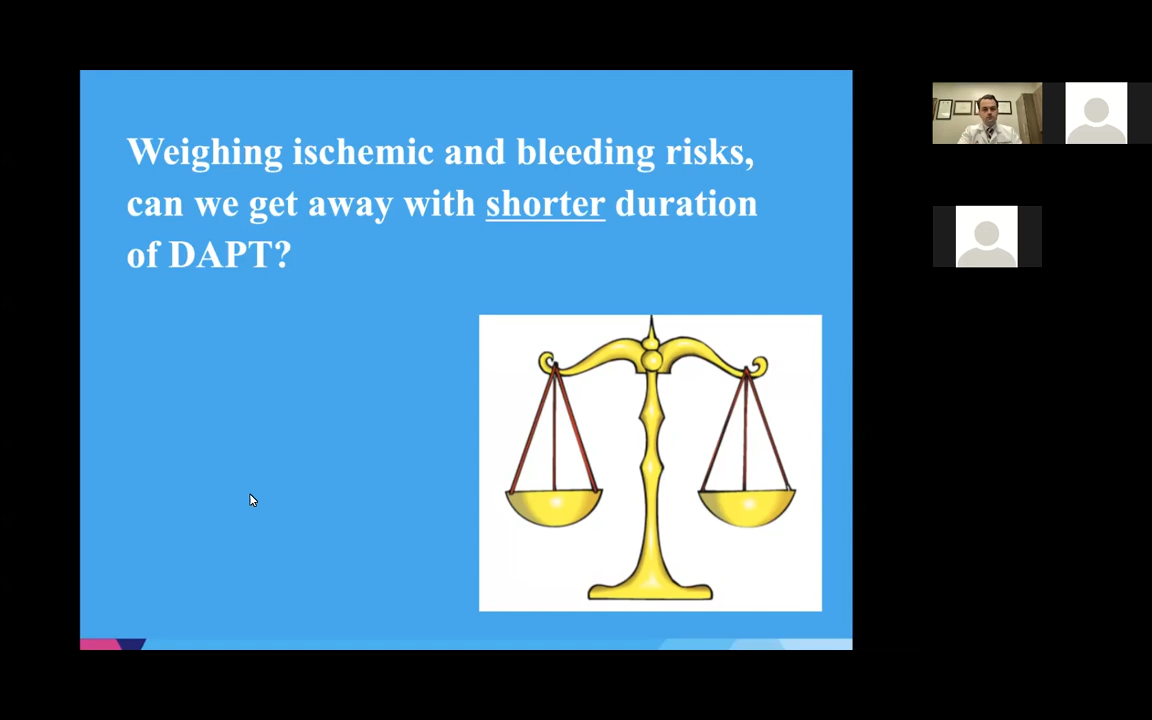 Weighing ischemic and bleeding risks,
can we get away with shorter duration
of DAPT?